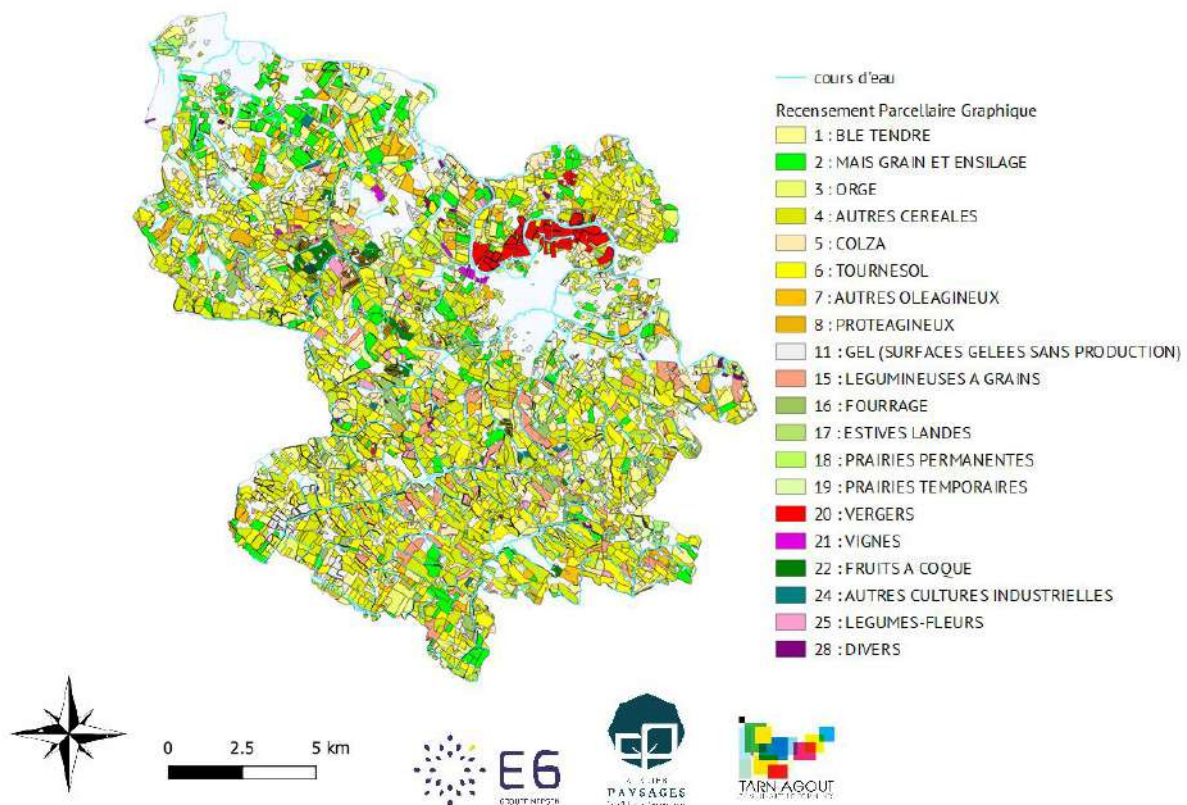 cours d'eau
Recensement Parcellaire Graphique
1 : BLE TENDRE
2 : MAIS GRAIN ET ENSILAGE
3 : ORGE
4 : AUTRES CEREALES
5 : COLZA
6 : TOURNESOL
7 : AUTRES OLEAGINEUX
8 : PROTEAGINEUX
11 : GEL (SURFACES GELEES SANS PRODUCTION)
15 : LEGUMINEUSES A GRAINS
16 : FOURRAGE
17 : ESTIVES LANDES
18 : PRAIRIES PERMANENTES
19 : PRAIRIES TEMPORAIRES
20 : VERGERS
21 : VIGNES
22 : FRUITS A COQUE
24 : AUTRES CULTURES INDUSTRIELLES
25 : LEGUMES-FLEURS
28 : DIVERS
0 2.5 5 km
E6
ATELIER
PAYSAGES
TARN AGOUT